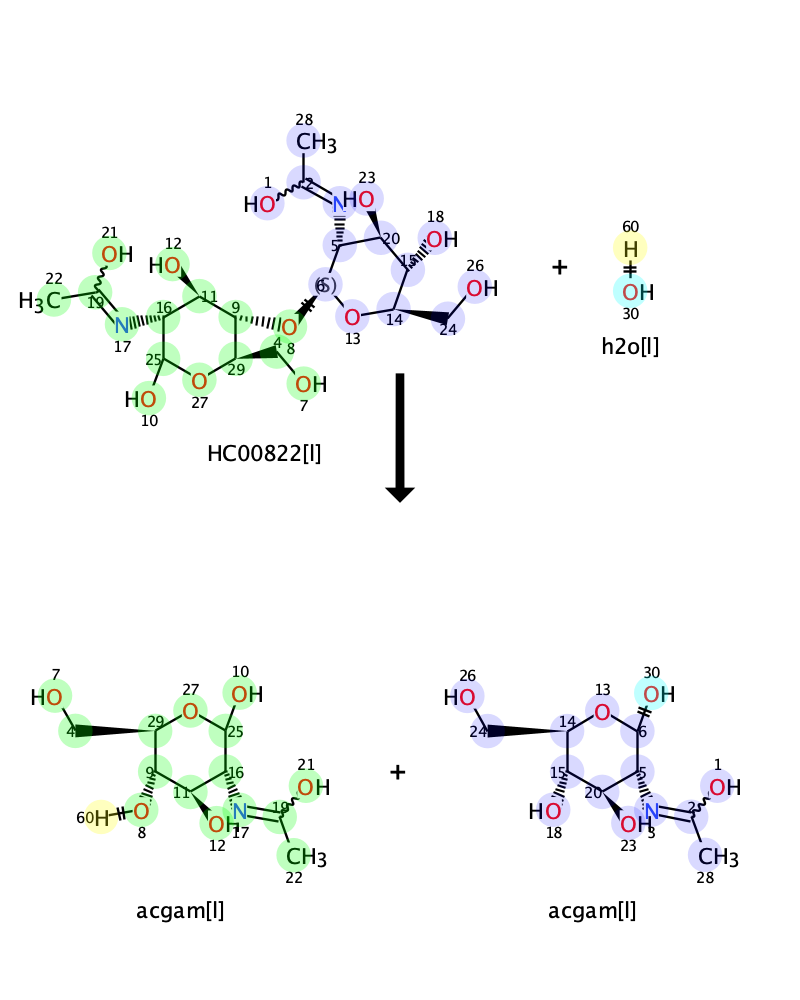 28
CH3
1
2
HO
N
23
HO
18
OH
20
5
15
26
OH
6
(S)
O
13
14
24
21
OH
12
HO
22
H3C
19
16
11
9
N
17
O
8
4
25
29
O
27
HO
10
OH
7
HC00822[l]
+
60
H
OH
30
h2o[l]
7
HO
27
O
10
OH
4
29
25
9
16
11
21
OH
60
H
O
8
OH
12
N
17
19
CH3
22
acgam[l]
+
26
HO
13
O
30
OH
24
14
6
15
5
20
1
OH
HO
18
OH
23
N
3
2
CH3
28
acgam[l]